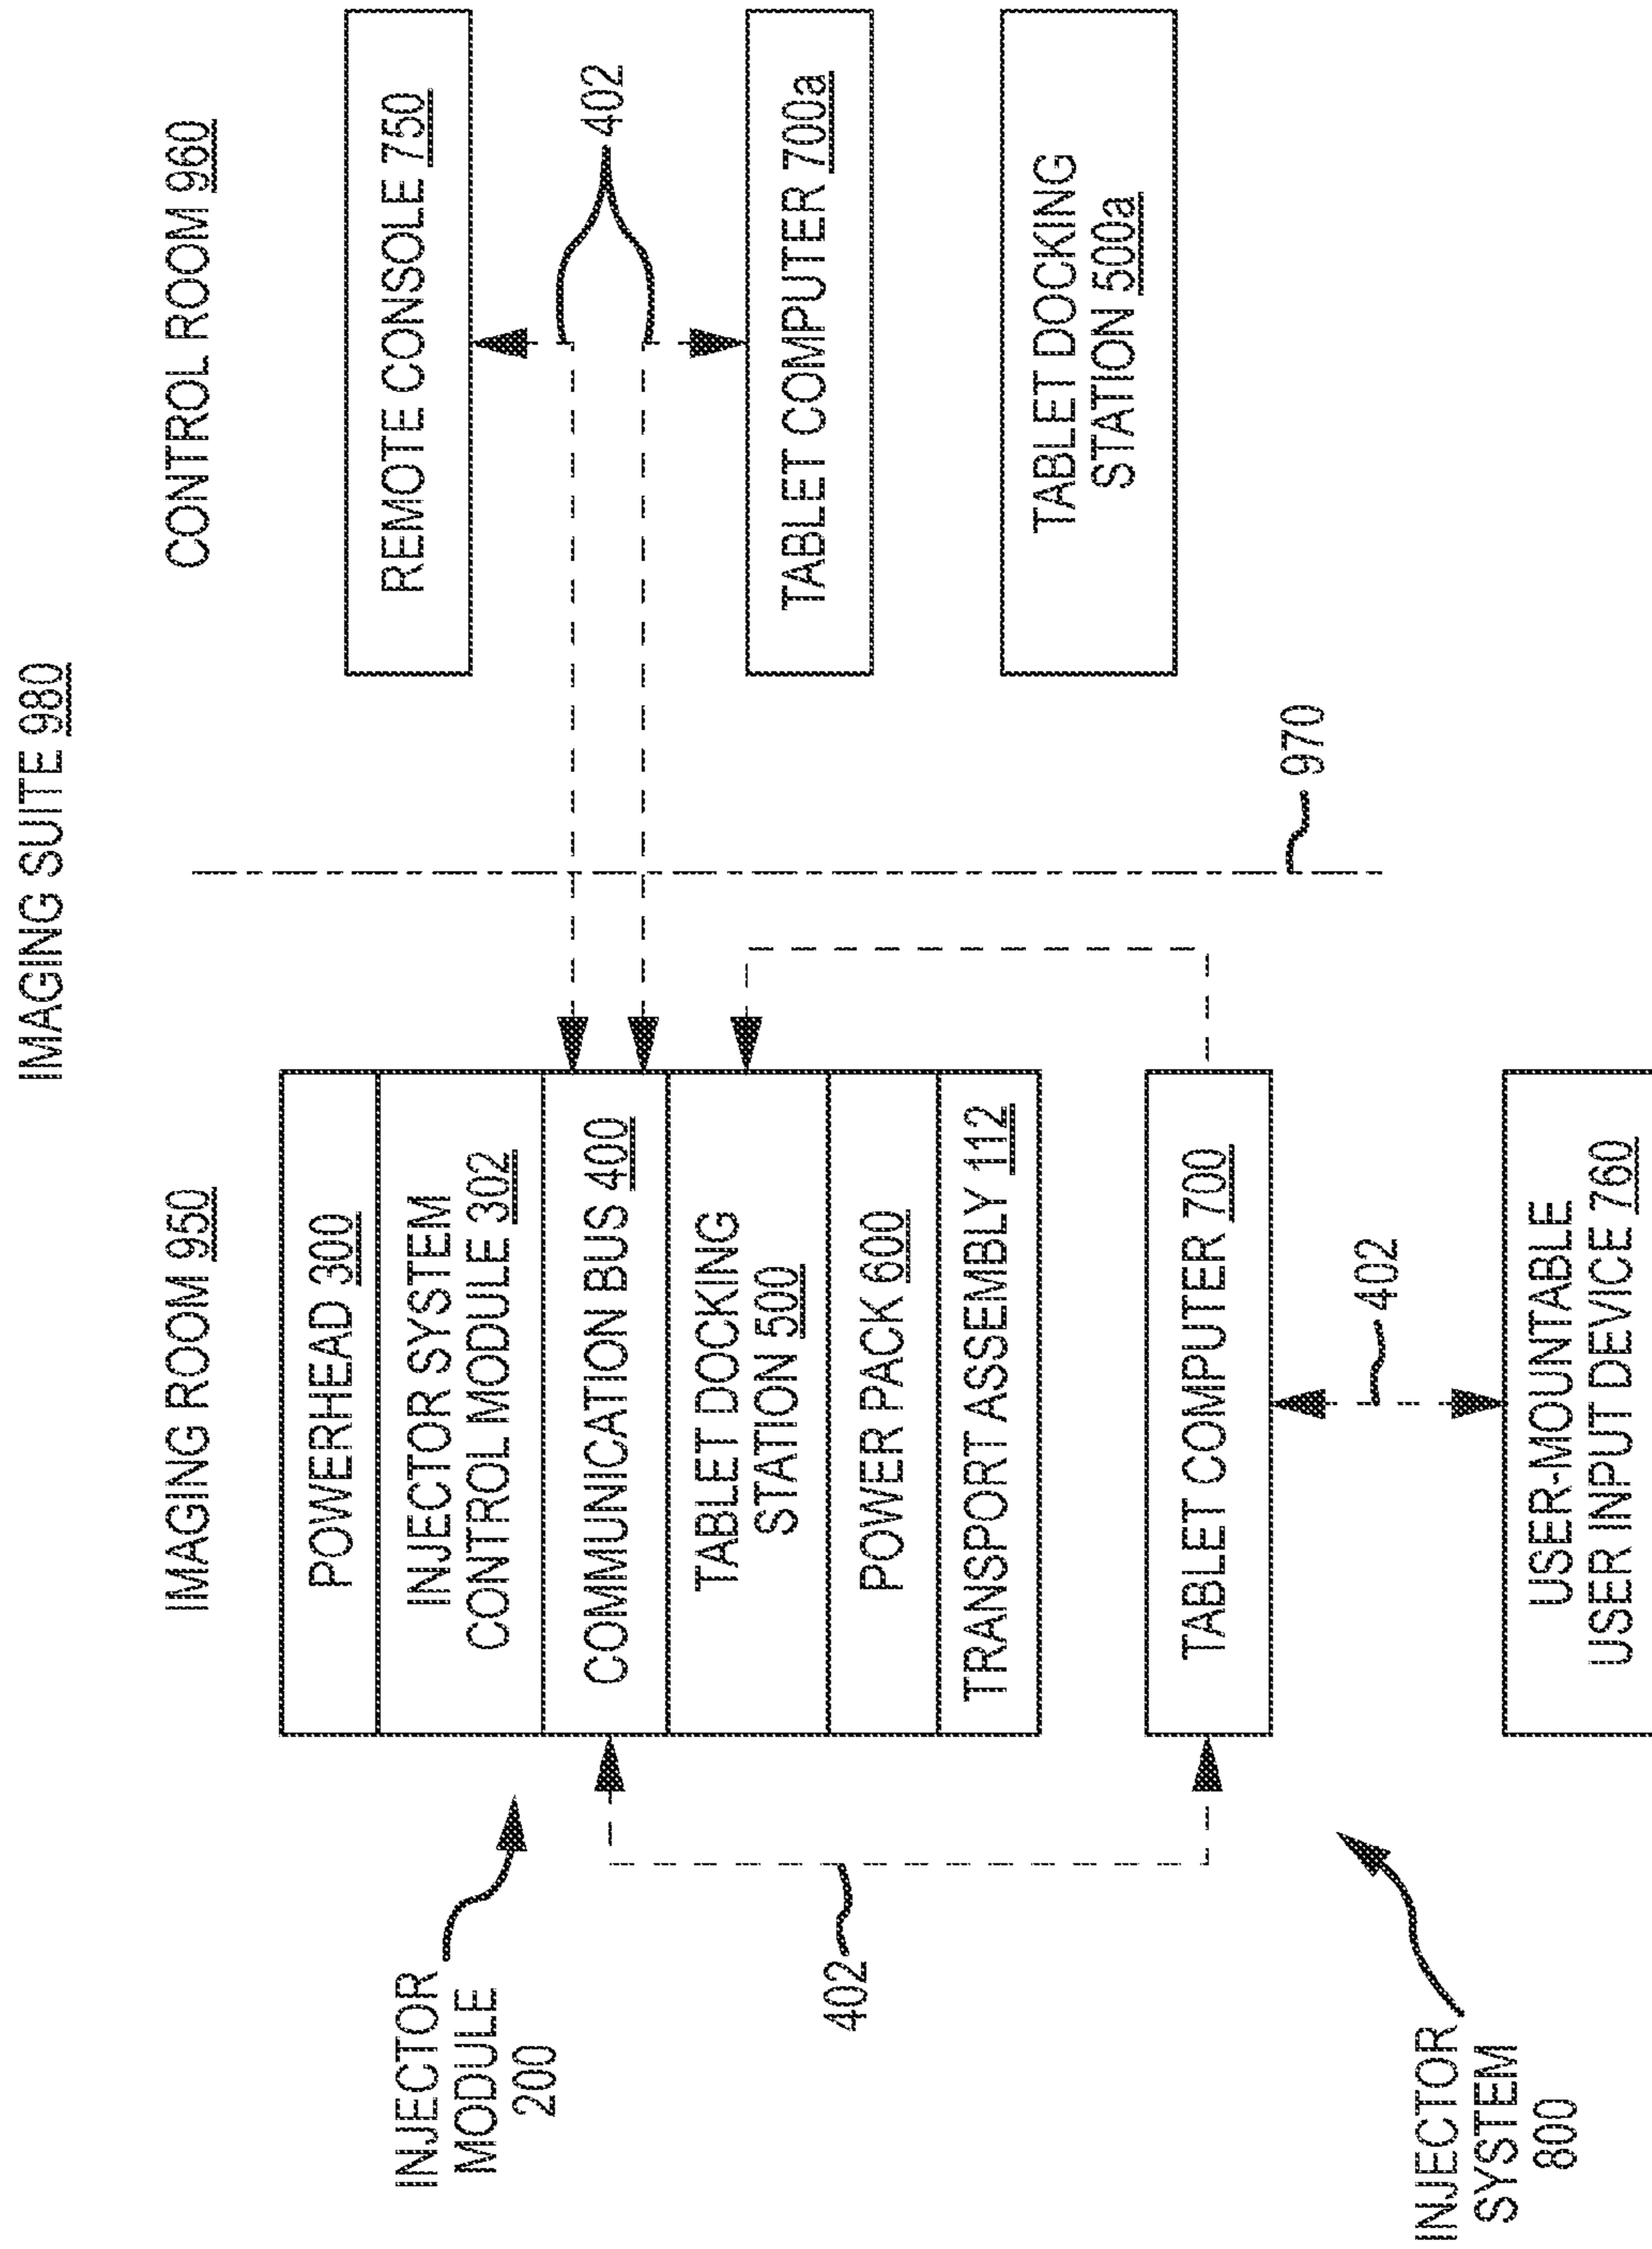 IMAGING SUITE 980
IMAGING ROOM 950
CONTROL ROOM 960
INJECTOR
MODULE
200
POWERHEAD 300
INJECTOR SYSTEM
CONTROL MODULE 302
COMMUNICATION BUS 400
TABLET DOCKING
STATION 500
POWER PACK 600
TRANSPORT ASSEMBLY 112
REMOTE CONSOLE 750
402
TABLET COMPUTER 700a
TABLET DOCKING
STATION 500a
402
970
TABLET COMPUTER 700
402
INJECTOR
SYSTEM
800
USER-MOUNTABLE
USER INPUT DEVICE 760